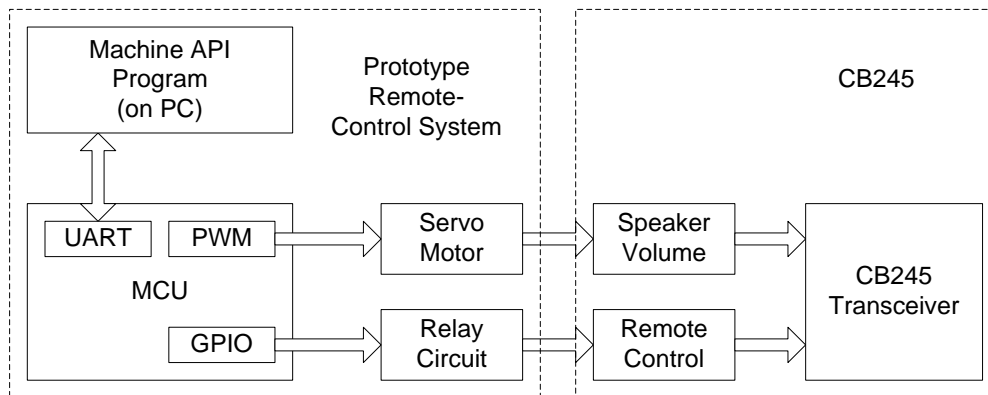 Machine API
Program
(on PC)
Prototype
Remote-
Control System
CB245
UART
PWM
MCU
GPIO
Servo
Motor
Relay
Circuit
Speaker
Volume
Remote
Control
CB245
Transceiver